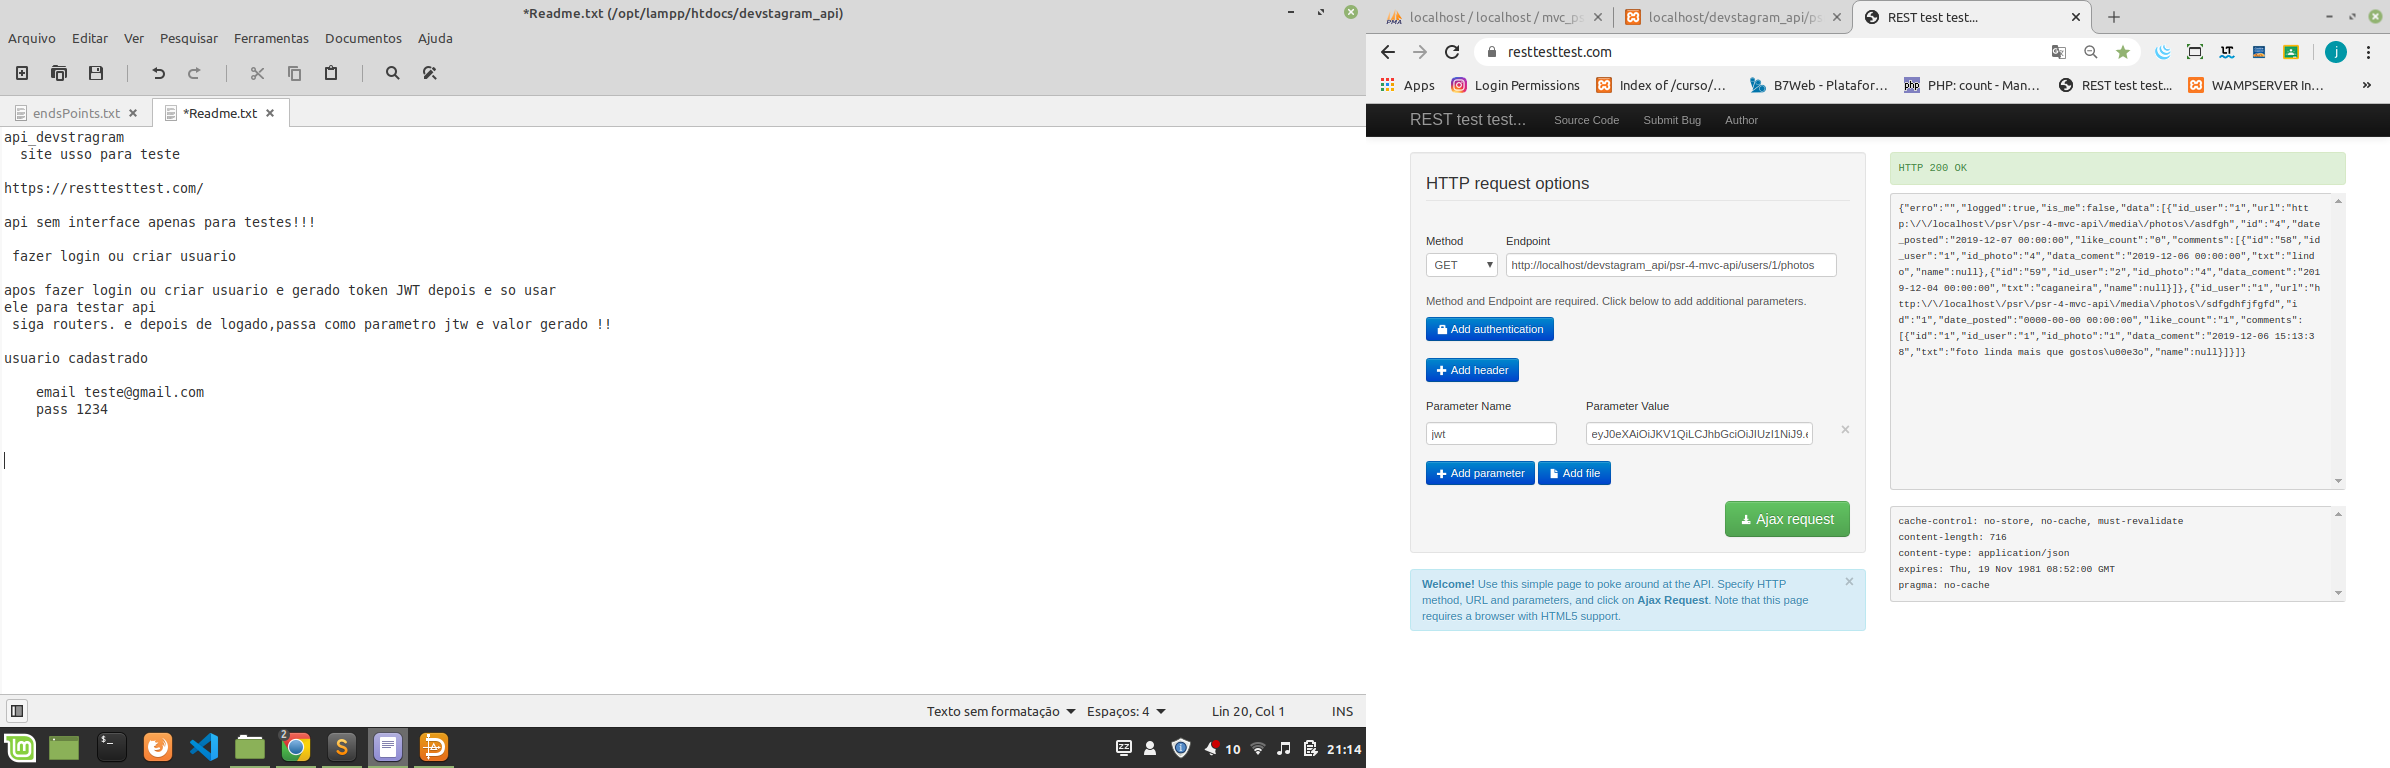 *Readme.txt (/opt/lampp/htdocs/devstagram_api)
Arquivo Editar Ver Pesquisar Ferramentas Documentos Ajuda
endsPoints.txt
*Readme.txt
api_devstragram
site usso para teste
https://resttesttest.com/
api sem interface apenas para testes!!!
fazer login ou criar usuario
apos fazer login ou criar usuario e gerado token JWT depois e so usar
ele para testar api
siga routers. e depois de logado,passa como parametro jtw e valor gerado !!
usuario cadastrado
email teste@gmail.com
pass 1234
Texto sem formatação
Espaços: 4
Lin 20, Col 1
INS
2
10
21:14
localhost / localhost / mvc_ps
localhost/devstagram_api/ps
REST test test...
resttesttest.com
Apps
Login Permissions
Index of /curso/...
B7Web - Platafor...
PHP: count - Man...
REST test test...
WAMPSERVER In...
REST test test...
Source Code
Submit Bug
Author
HTTP request options
Method
Endpoint
GET
http://localhost/devstagram_api/psr-4-mvc-api/users/1/photos
Method and Endpoint are required. Click below to add additional parameters.
Add authentication
Add header
Parameter Name
Parameter Value
jwt
eyJ0eXAiOiJKV1QiLCJhbGciOiJIUzI1NiJ9.e
Add parameter
Add file
Ajax request
Welcome! Use this simple page to poke around at the API. Specify HTTP
method, URL and parameters, and click on Ajax Request. Note that this page
requires a browser with HTML5 support.
HTTP 200 OK
{"erro":"","logged":true,"is_me":false,"data":[{"id_user":"1","url":"htt
p:\/\/localhost\/psr\/psr-4-mvc-api\/media\/photos\/asdfgh","id":"4","date
_posted":"2019-12-07 00:00:00","like_count":"0","comments":[{"id":"58","id
_user":"1","id_photo":"4","data_coment":"2019-12-06 00:00:00","txt":"lind
o","name":null},{"id":"59","id_user":"2","id_photo":"4","data_coment":"201
9-12-04 00:00:00","txt":"caganeira","name":null}]},{"id_user":"1","url":"h
ttp:\/\/localhost\/psr\/psr-4-mvc-api\/media\/photos\/sdfgdhfjfgfd","i
d":"1","date_posted":"0000-00-00 00:00:00","like_count":"1","comments":
[{"id":"1","id_user":"1","id_photo":"1","data_coment":"2019-12-06 15:13:3
8","txt":"foto linda mais que gostos\u00e3o","name":null}]}]}
cache-control: no-store, no-cache, must-revalidate
content-length: 716
content-type: application/json
expires: Thu, 19 Nov 1981 08:52:00 GMT
pragma: no-cache